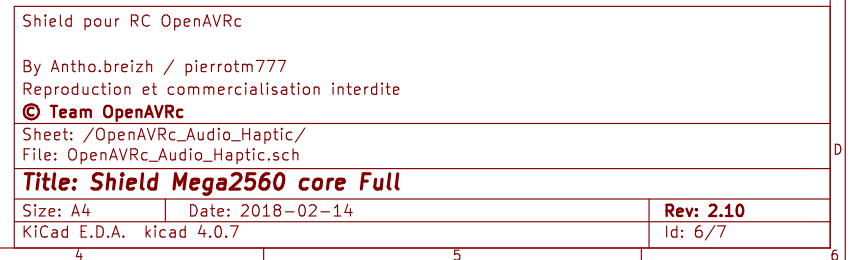 Shield pour RC OpenAVRc
By Antho.breizh / pierrotm777
Reproduction et commercialisation interdite
© Team OpenAVRc
Sheet: /OpenAVRc_Audio_Haptic/
File: OpenAVRc_Audio_Haptic.sch
D
Title: Shield Mega2560 core Full
Size: A4 Date: 2018-02-14 Rev: 2.10
KiCad E.D.A. kicad 4.0.7 Id: 6/7
4 5 6